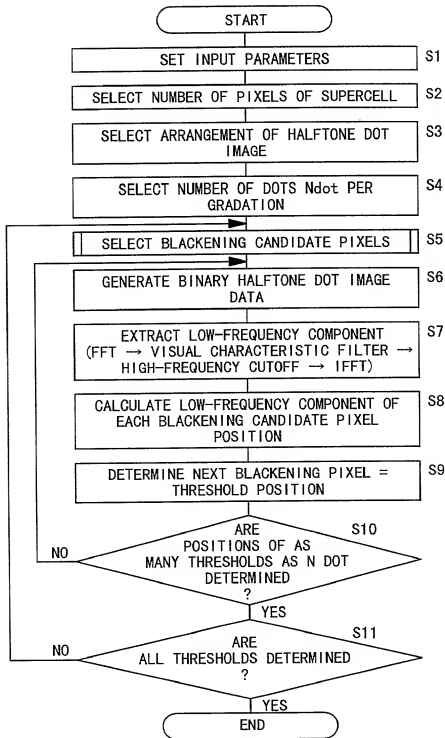 START
SET INPUT PARAMETERS S1
SELECT NUMBER OF PIXELS OF SUPERCELL S2
SELECT ARRANGEMENT OF HALFTONE DOT S3
IMAGE
SELECT NUMBER OF DOTS Ndot PER S4
GRADATION
SELECT BLACKENING CANDIDATE PIXELS S5
GENERATE BINARY HALFTONE DOT IMAGE S6
DATA
EXTRACT LOW-FREQUENCY COMPONENT S7
(FFT → VISUAL CHARACTERISTIC FILTER →
HIGH-FREQUENCY CUTOFF → IFFT)
CALCULATE LOW-FREQUENCY COMPONENT OF S8
EACH BLACKENING CANDIDATE PIXEL
POSITION
DETERMINE NEXT BLACKENING PIXEL = S9
THRESHOLD POSITION
ARE S10
POSITIONS OF AS
NO MANY THRESHOLDS AS N DOT
DETERMINED
?
YES
ARE S11
NO ALL THRESHOLDS DETERMINED
?
YES
END